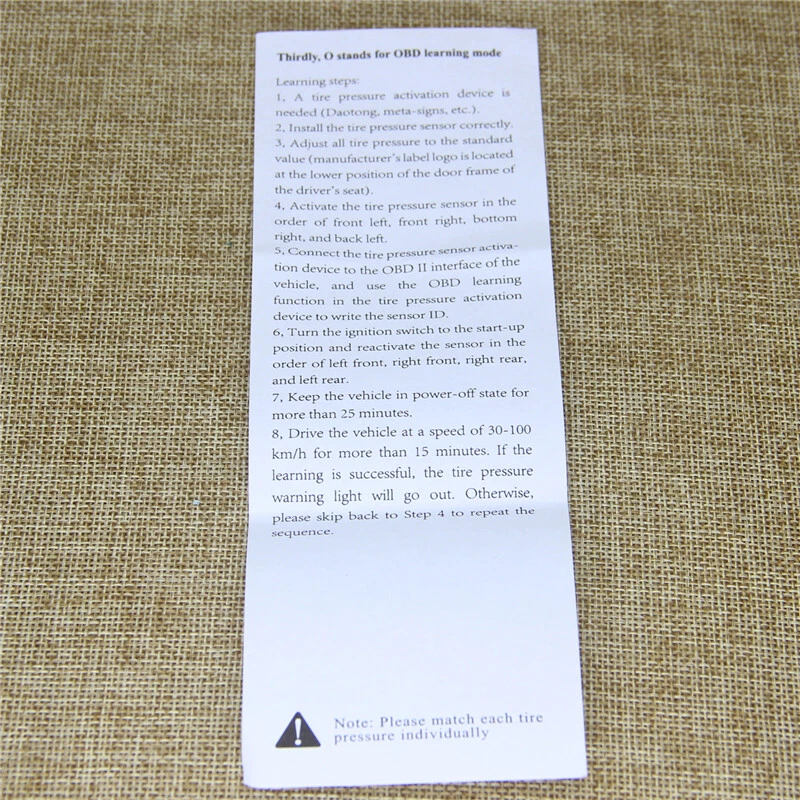 Thirdly, O stands for OBD learning mode
Learning steps:
1, A tire pressure activation device is
needed (Daotong, meta-signs, etc.).
2, Install the tire pressure sensor correctly.
3, Adjust all tire pressure to the standard
value (manufacturer's label logo is located
at the lower position of the door frame of
the driver's seat).
4, Activate the tire pressure sensor in the
order of front left, front right, bottom
right, and back left.
5, Connect the tire pressure sensor activa-
tion device to the OBD II interface of the
vehicle, and use the OBD learning
function in the tire pressure activation
device to write the sensor ID.
6, Turn the ignition switch to the start-up
position and reactivate the sensor in the
order of left front, right front, right rear,
and left rear.
7, Keep the vehicle in power-off state for
more than 25 minutes.
8, Drive the vehicle at a speed of 30-100
km/h for more than 15 minutes. If the
learning is successful, the tire pressure
warning light will go out. Otherwise,
please skip back to Step 4 to repeat the
sequence.
Note: Please match each tire
pressure individually